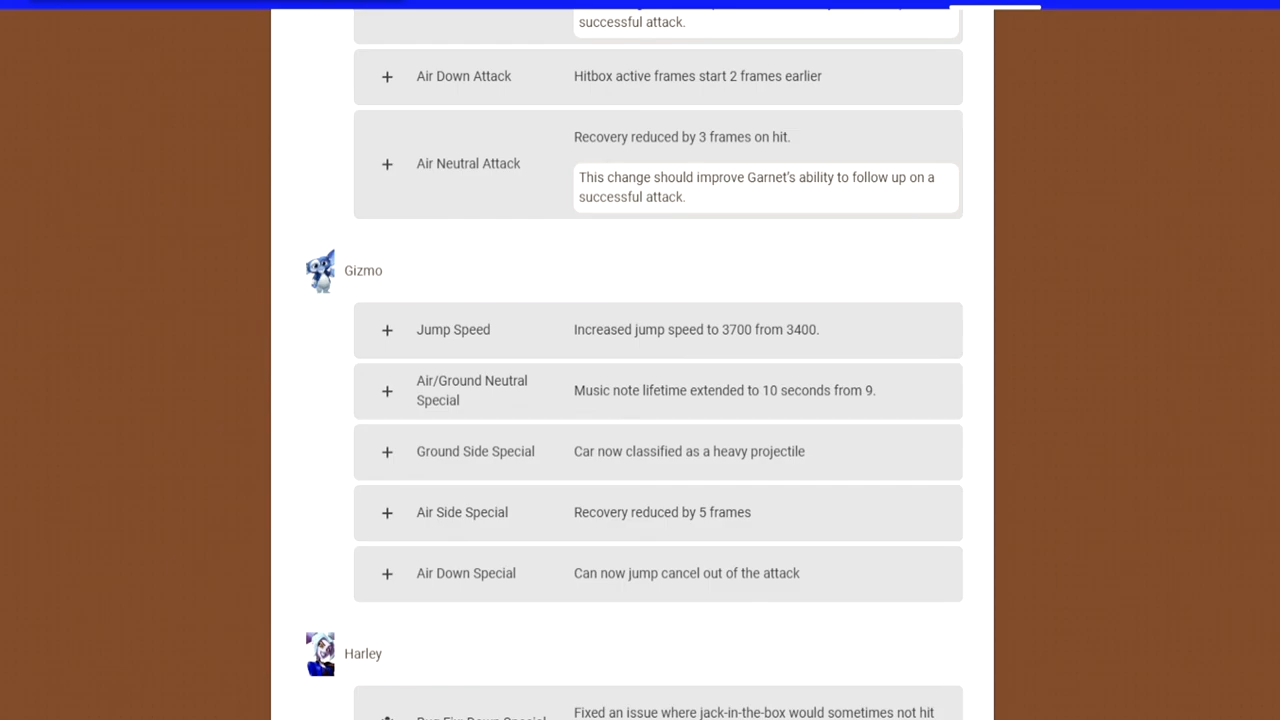 successful attack.
+ Air Down Attack Hitbox active frames start 2 frames earlier
Recovery reduced by 3 frames on hit.
+ Air Neutral Attack
This change should improve Garnet's ability to follow up on a
successful attack.
Gizmo
+ Jump Speed Increased jump speed to 3700 from 3400.
+ Air/Ground Neutral
Special
Music note lifetime extended to 10 seconds from 9.
+ Ground Side Special Car now classified as a heavy projectile
+ Air Side Special Recovery reduced by 5 frames
+ Air Down Special Can now jump cancel out of the attack
Harley
Fixed an issue where jack-in-the-box would sometimes not hit